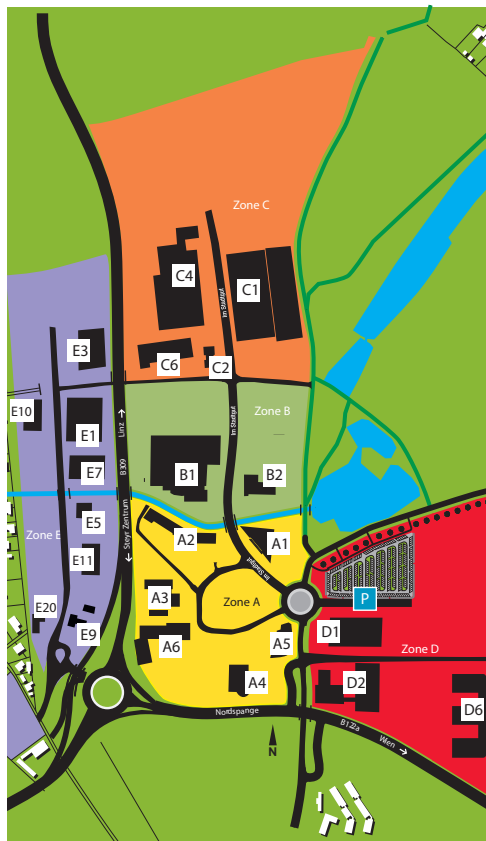 Zone C
C4
C1
Im Stadtgut
E3
C6
C2
E10
Linz
Zone B
E1
Im Stadtgut
B309
E7
B1
B2
E5
Steyr Zentrum
A2
A1
Zone E
E11
Im Stadtgut
A3
Zone A
P
E20
E9
A6
A5
D1
Zone D
A4
D2
D6
Nordspange
B122a
Wien
N